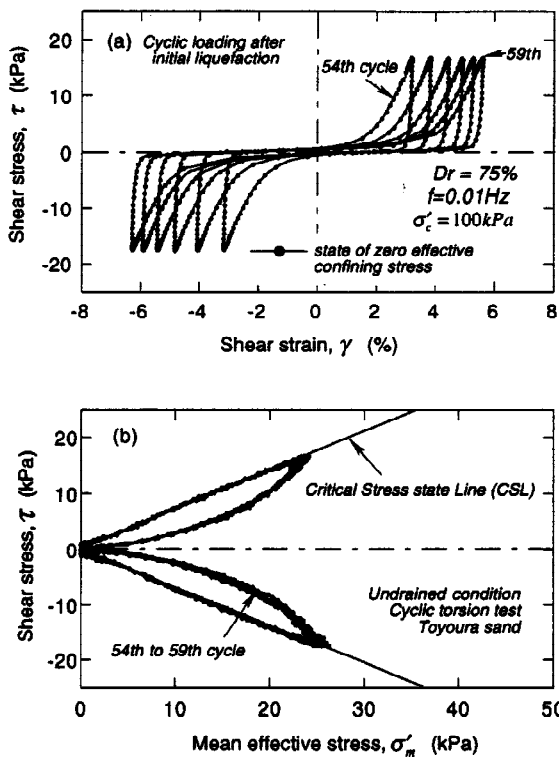 (a)
Cyclic loading after
initial liquefaction
54th cycle
59th
Dr = 75%
f=0.01Hz
σ′c = 100kPa
state of zero effective
confining stress
20
10
0
-10
-20
Shear stress, τ (kPa)
-8 -6 -4 -2 0 2 4 6 8
Shear strain, γ (%)
(b)
Critical Stress state Line (CSL)
Undrained condition
Cyclic torsion test
Toyoura sand
54th to 59th cycle
20
10
0
-10
-20
Shear stress, τ (kPa)
0 10 20 30 40 50
Mean effective stress, σ′m (kPa)